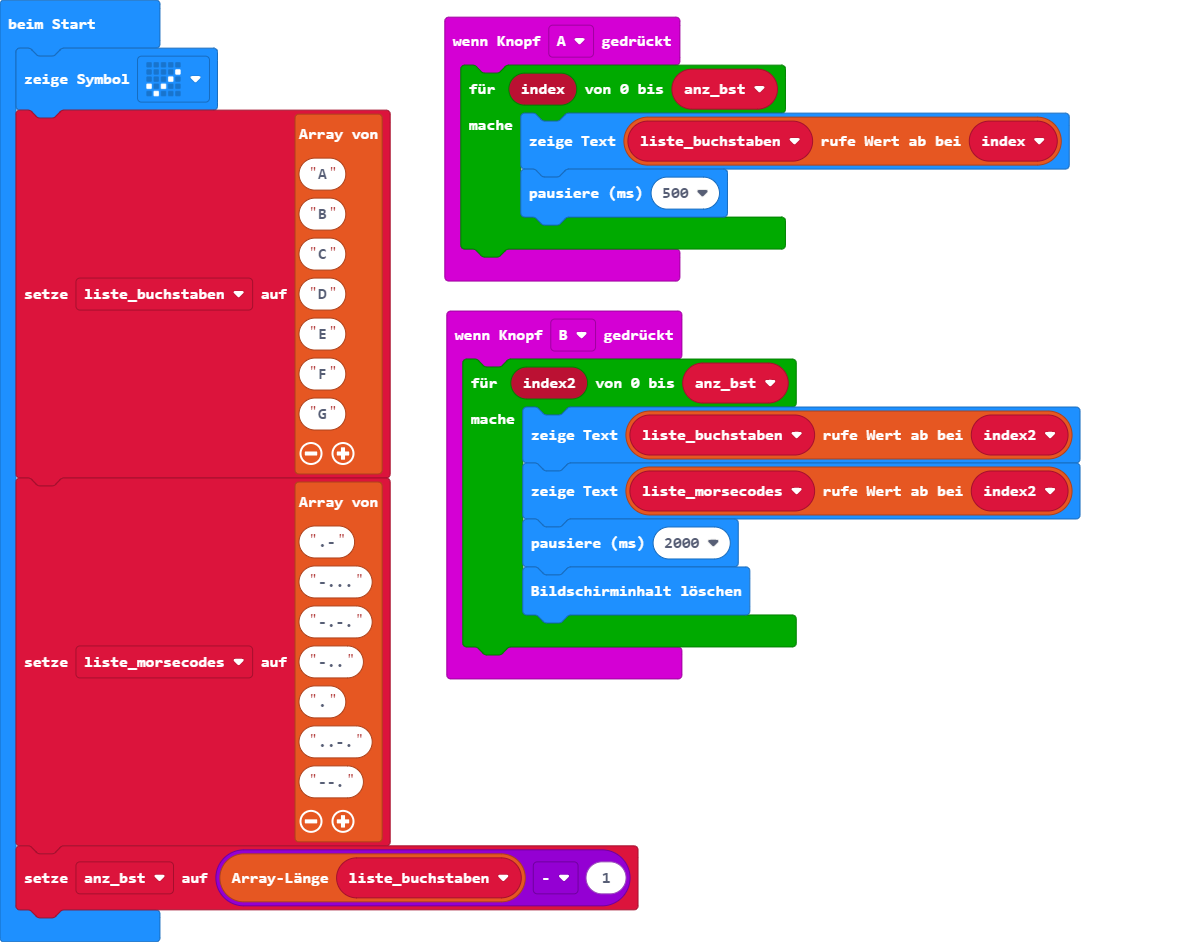 beim Start
zeige Symbol
setze liste_buchstaben auf
Array von
"A"
"B"
"C"
"D"
"E"
"F"
"G"
setze liste_morsecodes auf
Array von
".-"
"-..."
"-.-."
"-.."
"."
"..-."
"--."
setze anz_bst auf Array-Länge liste_buchstaben - 1
wenn Knopf A gedrückt
für index von 0 bis anz_bst
mache
zeige Text liste_buchstaben rufe Wert ab bei index
pausiere (ms) 500
wenn Knopf B gedrückt
für index2 von 0 bis anz_bst
mache
zeige Text liste_buchstaben rufe Wert ab bei index2
zeige Text liste_morsecodes rufe Wert ab bei index2
pausiere (ms) 2000
Bildschirminhalt löschen